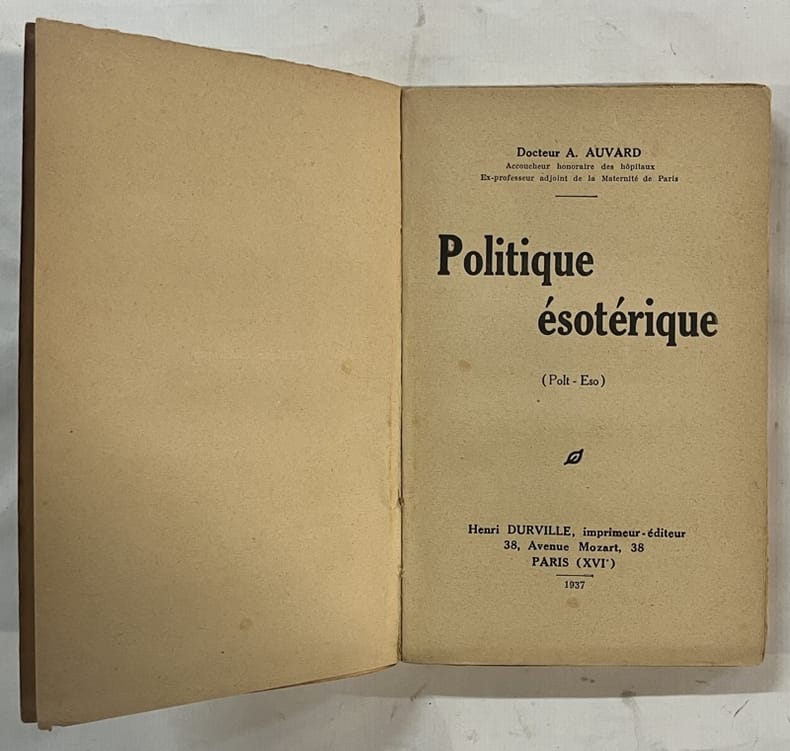 Docteur A. AUVARD
Accoucheur honoraire des hôpitaux
Ex-professeur adjoint de la Maternité de Paris
Politique
ésotérique
(Polt - Eso)
Henri DURVILLE, imprimeur-éditeur
38, Avenue Mozart, 38
PARIS (XVIᵉ)
1937